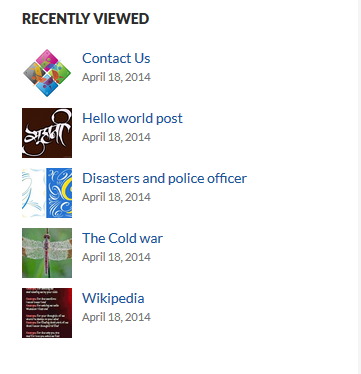 RECENTLY VIEWED
Contact Us
April 18, 2014
Hello world post
April 18, 2014
Disasters and police officer
April 18, 2014
The Cold war
April 18, 2014
Wikipedia
April 18, 2014